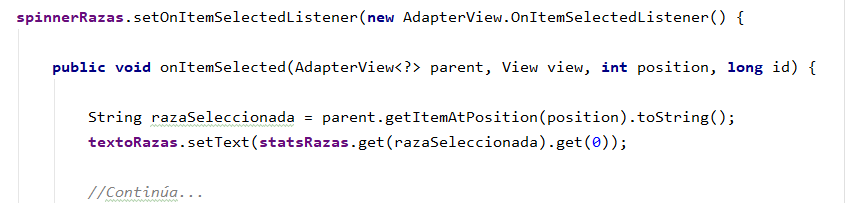 spinnerRazas.setOnItemSelectedListener(new AdapterView.OnItemSelectedListener() {
public void onItemSelected(AdapterView<?> parent, View view, int position, long id) {
String razaSeleccionada = parent.getItemAtPosition(position).toString();
textoRazas.setText(statsRazas.get(razaSeleccionada).get(0));
//Continúa...